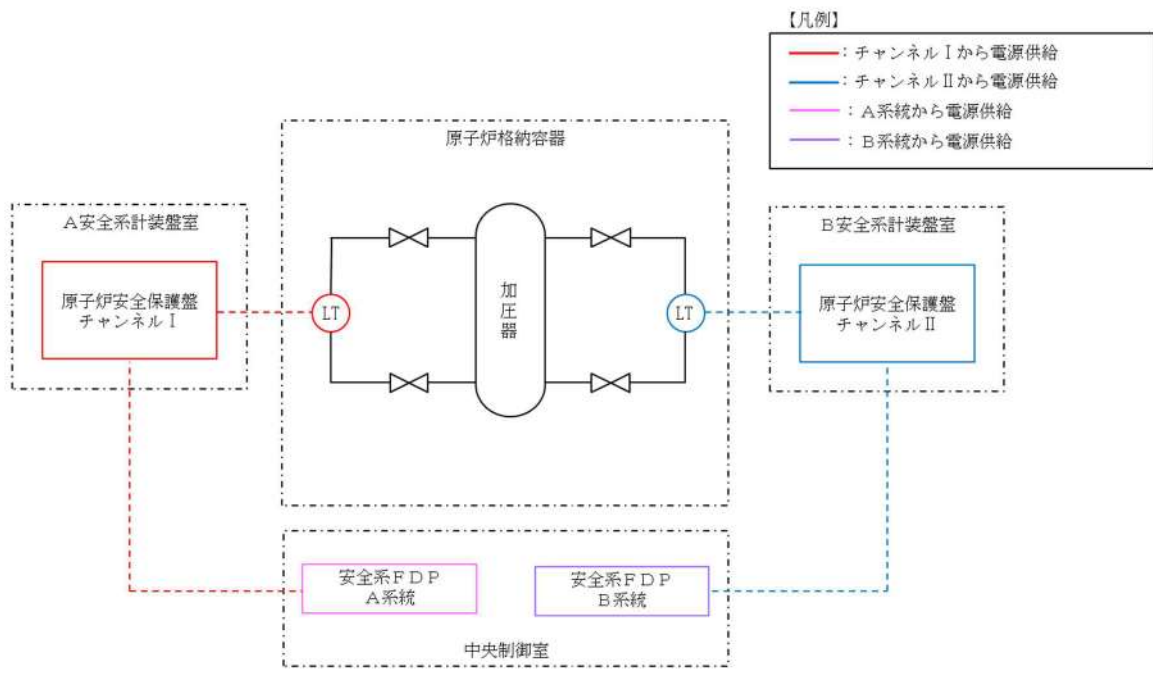 【凡例】
：チャンネルⅠから電源供給
：チャンネルⅡから電源供給
：Ａ系統から電源供給
：Ｂ系統から電源供給
原子炉格納容器
Ａ安全系計装盤室
原子炉安全保護盤
チャンネルⅠ
LT
加圧器
LT
Ｂ安全系計装盤室
原子炉安全保護盤
チャンネルⅡ
安全系ＦＤＰ
Ａ系統
安全系ＦＤＰ
Ｂ系統
中央制御室